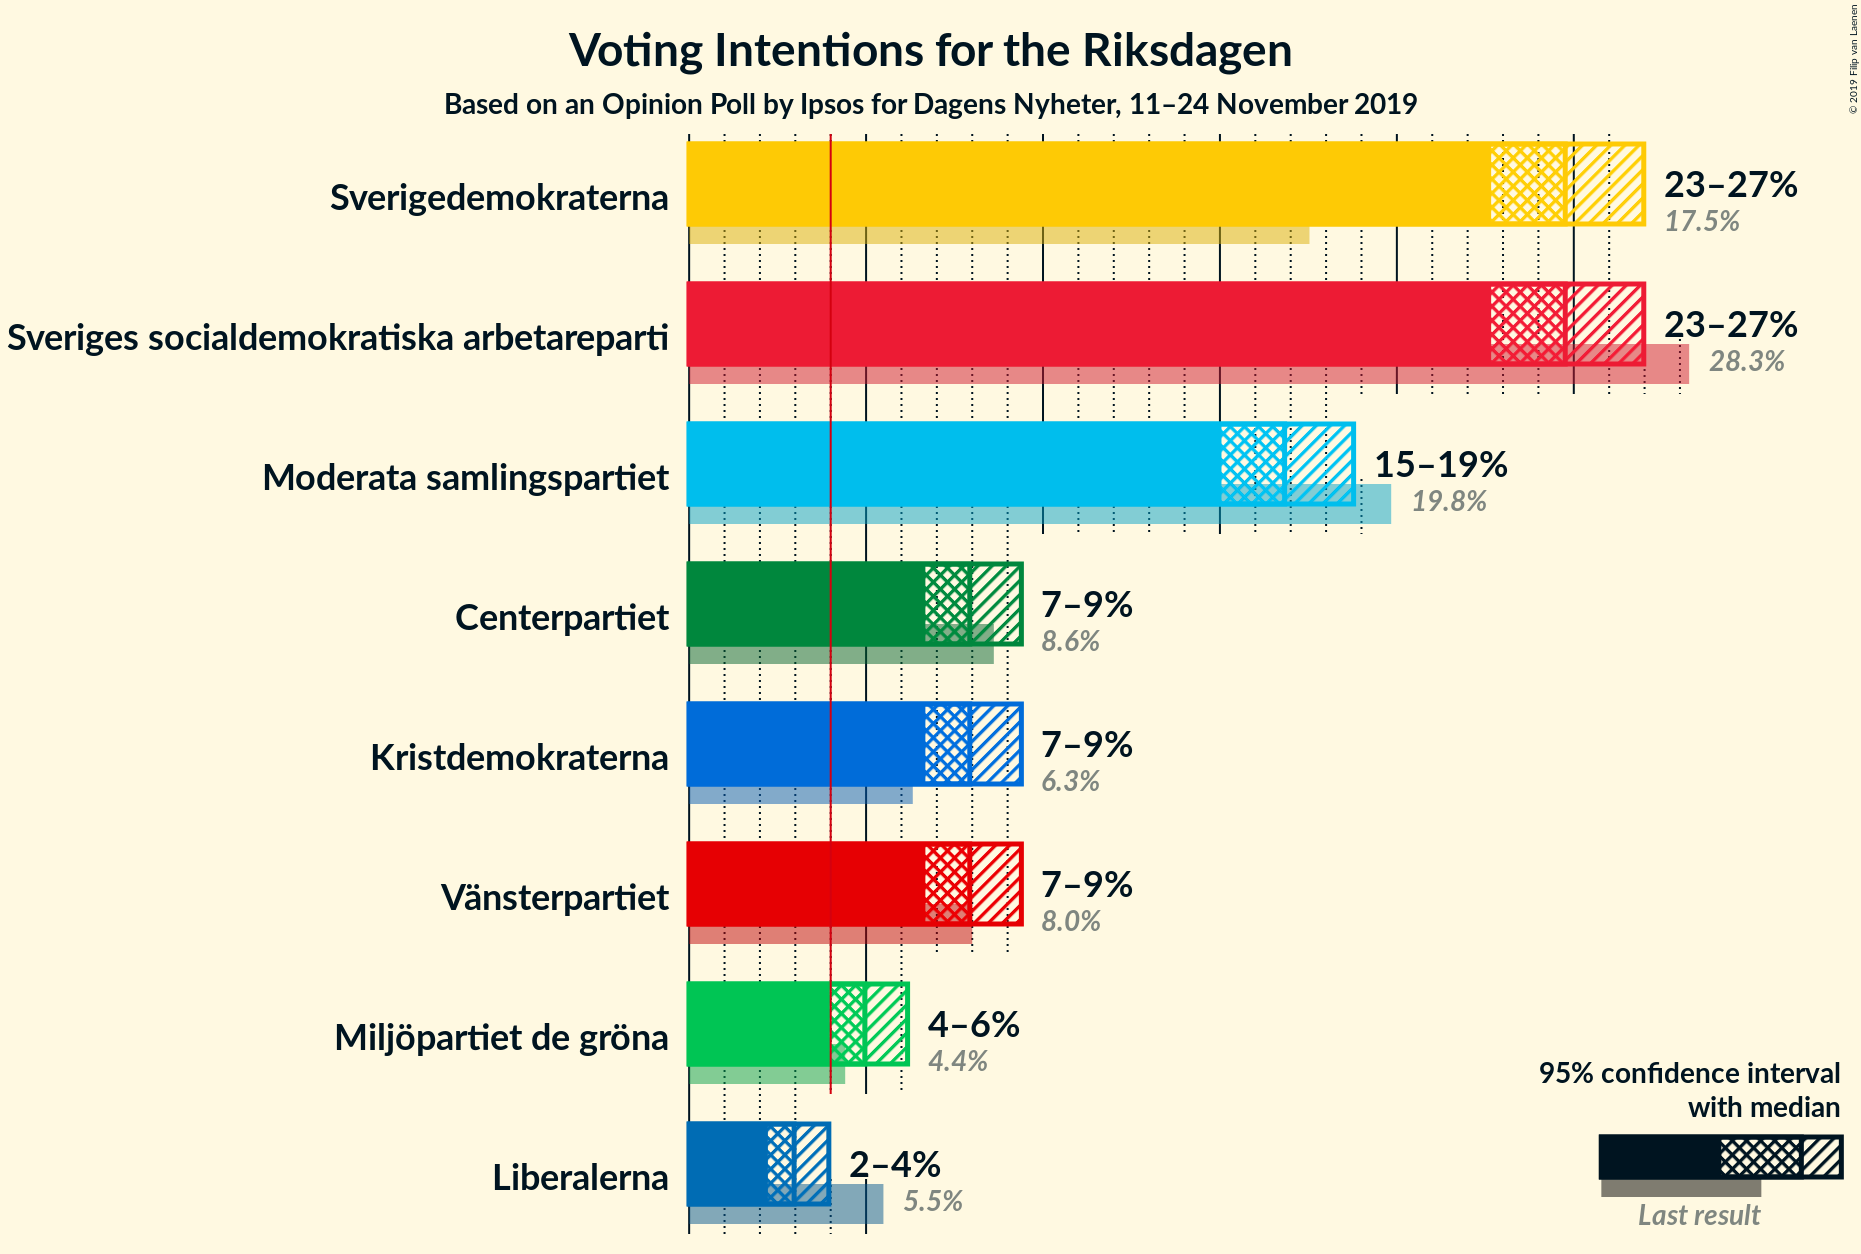 Voting Intentions for the Riksdagen
Based on an Opinion Poll by Ipsos for Dagens Nyheter, 11–24 November 2019
© 2019 Filip van Laenen
Sverigedemokraterna
23–27%
17.5%
Sveriges socialdemokratiska arbetareparti
23–27%
28.3%
Moderata samlingspartiet
15–19%
19.8%
Centerpartiet
7–9%
8.6%
Kristdemokraterna
7–9%
6.3%
Vänsterpartiet
7–9%
8.0%
Miljöpartiet de gröna
4–6%
4.4%
Liberalerna
2–4%
5.5%
95% confidence interval
with median
Last result